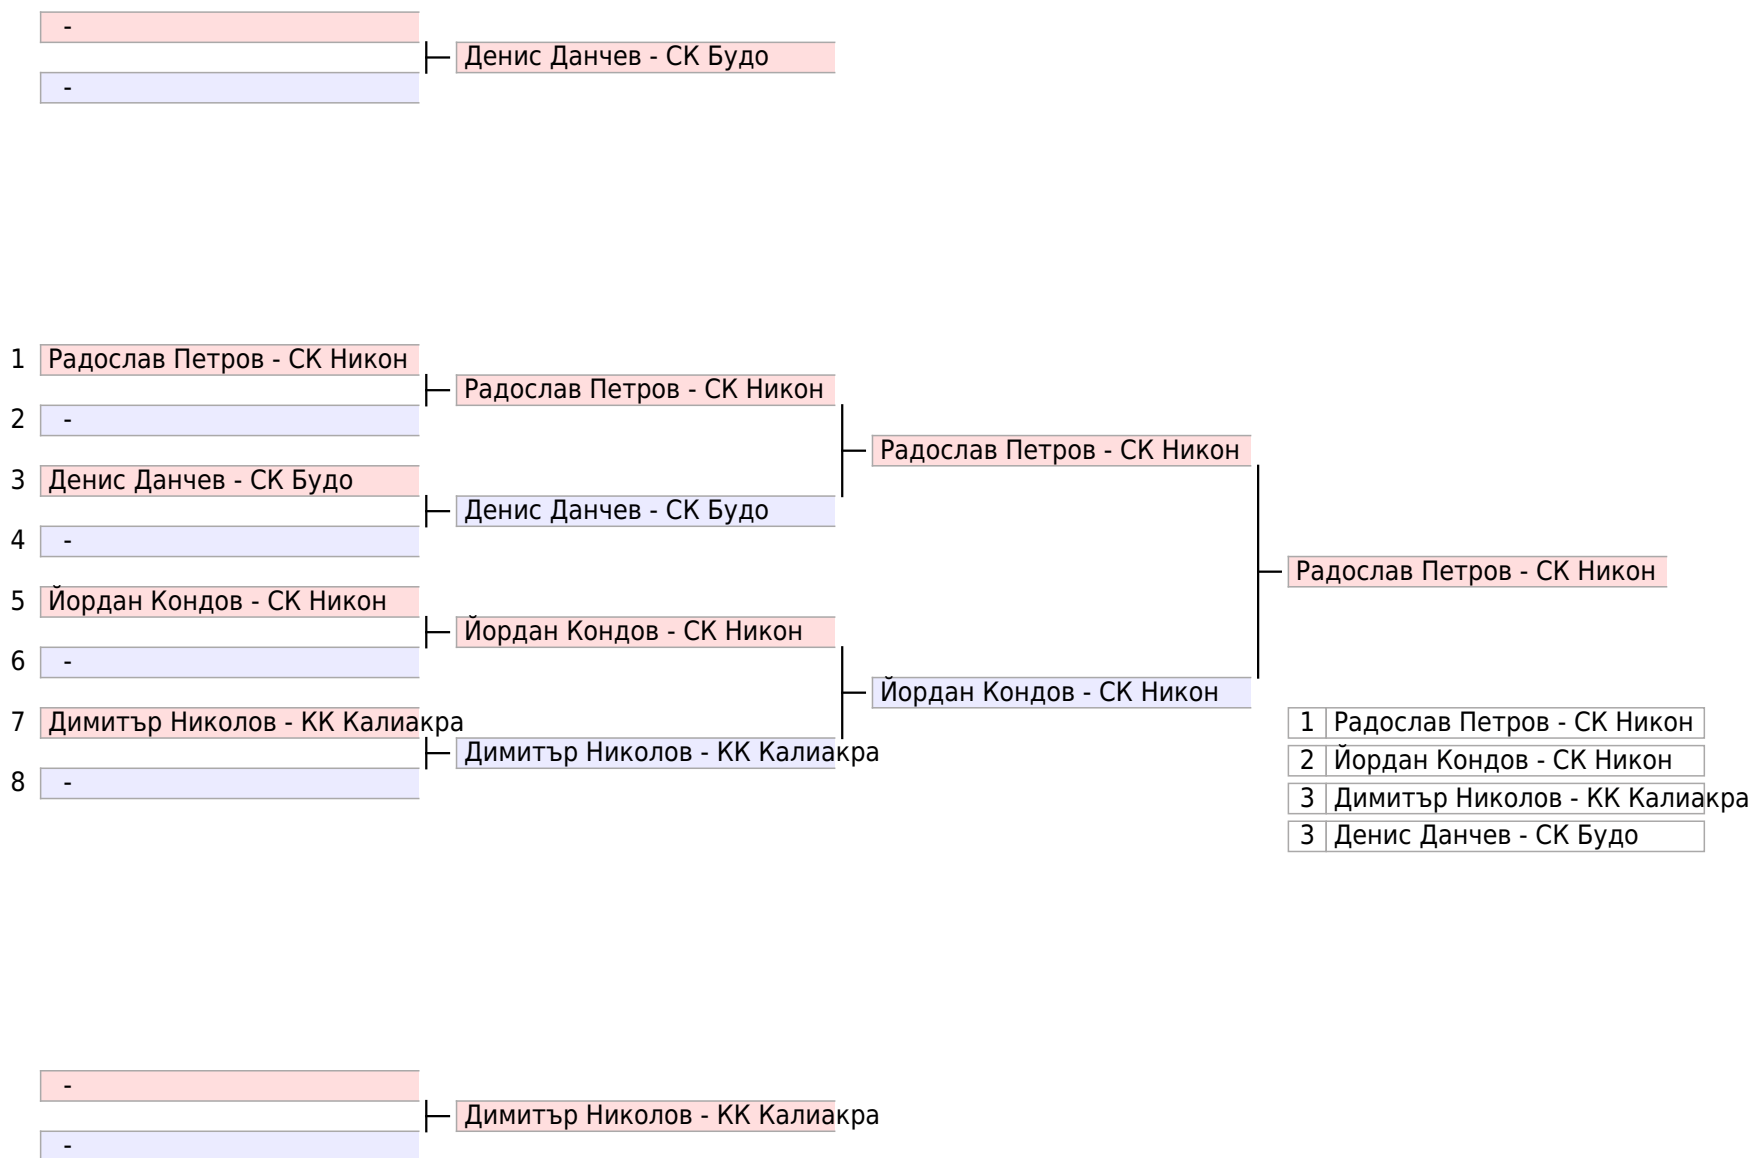 -
Денис Данчев - СК Будо
-
1 Радослав Петров - СК Никон
Радослав Петров - СК Никон
2 -
Радослав Петров - СК Никон
3 Денис Данчев - СК Будо
Денис Данчев - СК Будо
4 -
Радослав Петров - СК Никон
5 Йордан Кондов - СК Никон
Йордан Кондов - СК Никон
6 -
Йордан Кондов - СК Никон
7 Димитър Николов - КК Калиакра
Димитър Николов - КК Калиакра
8 -
1 Радослав Петров - СК Никон
2 Йордан Кондов - СК Никон
3 Димитър Николов - КК Калиакра
3 Денис Данчев - СК Будо
-
Димитър Николов - КК Калиакра
-